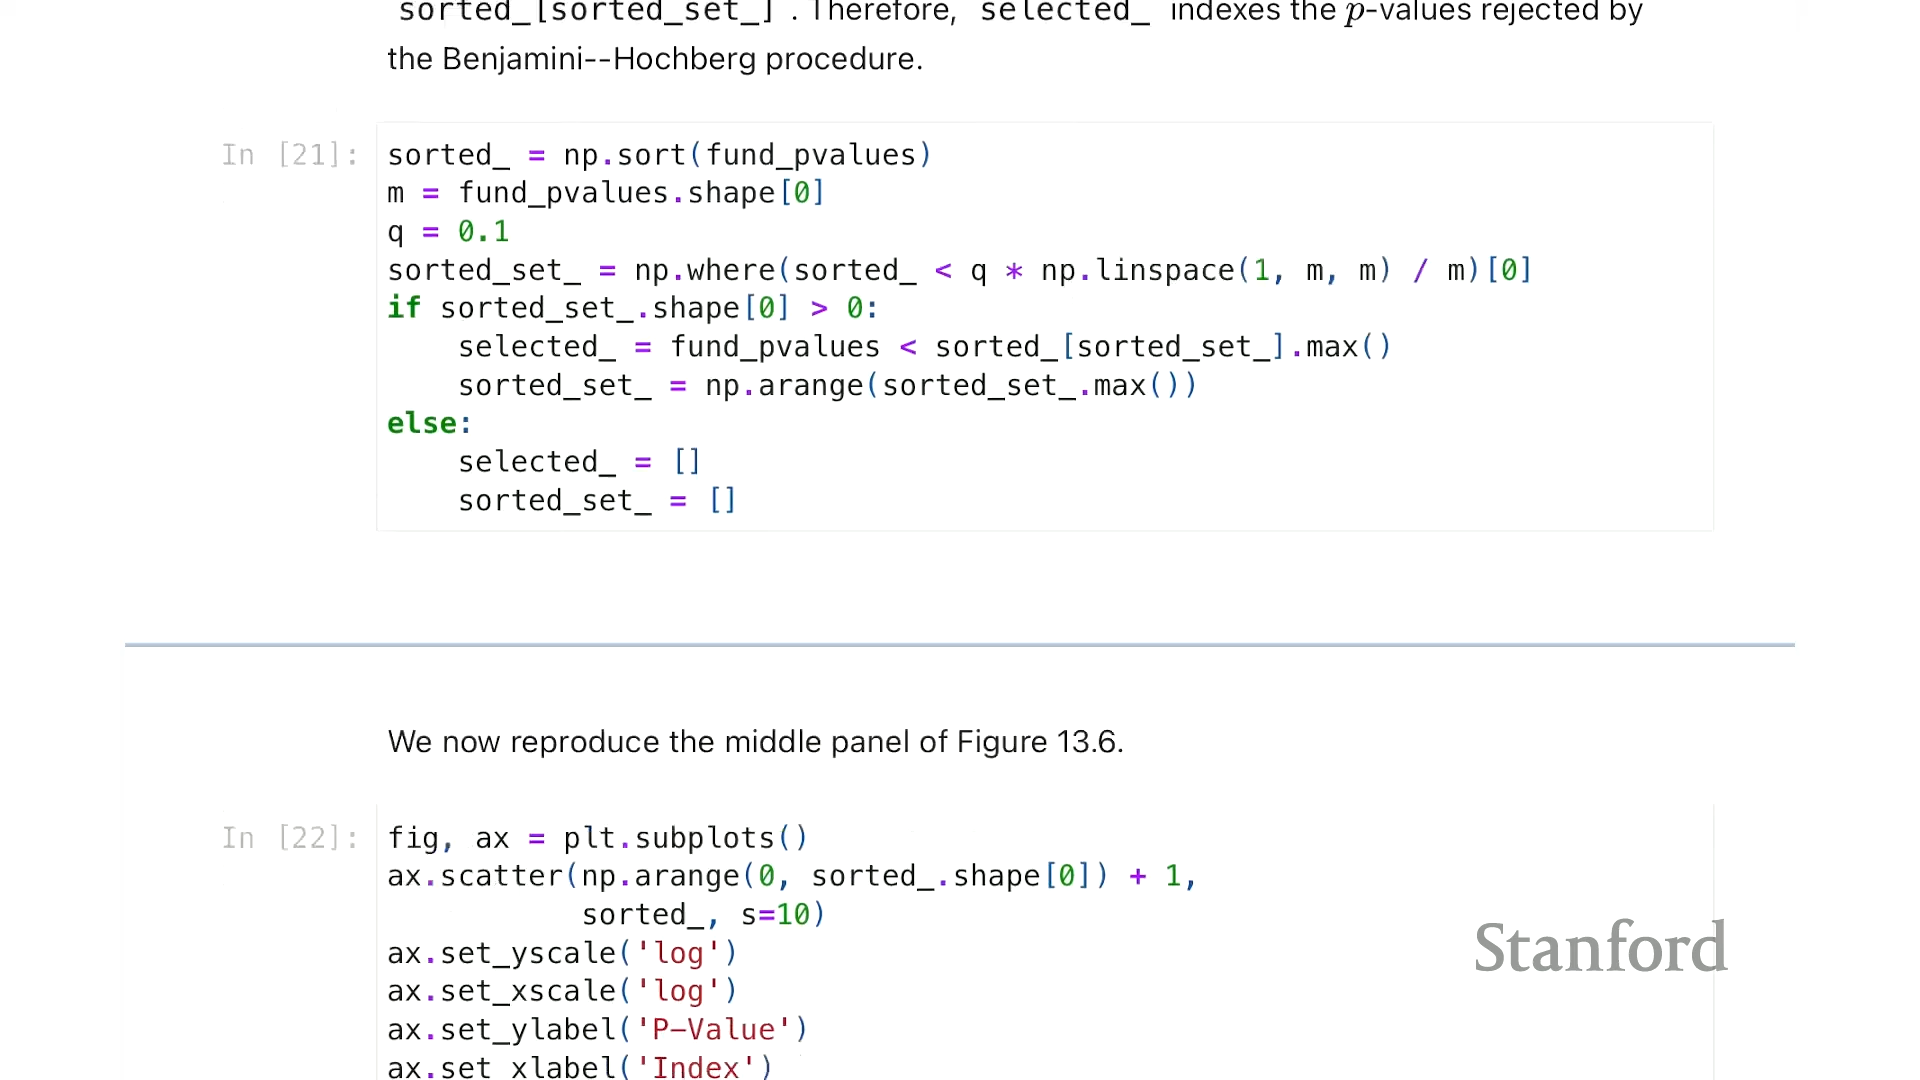 sorted_[sorted_set_] . Therefore, selected_ indexes the p-values rejected by
the Benjamini--Hochberg procedure.
In [21]:
sorted_ = np.sort(fund_pvalues)
m = fund_pvalues.shape[0]
q = 0.1
sorted_set_ = np.where(sorted_ < q * np.linspace(1, m, m) / m)[0]
if sorted_set_.shape[0] > 0:
    selected_ = fund_pvalues < sorted_[sorted_set_].max()
    sorted_set_ = np.arange(sorted_set_.max())
else:
    selected_ = []
    sorted_set_ = []
We now reproduce the middle panel of Figure 13.6.
In [22]:
fig, ax = plt.subplots()
ax.scatter(np.arange(0, sorted_.shape[0]) + 1,
           sorted_, s=10)
ax.set_yscale('log')
ax.set_xscale('log')
ax.set_ylabel('P-Value')
ax.set_xlabel('Index')
Stanford